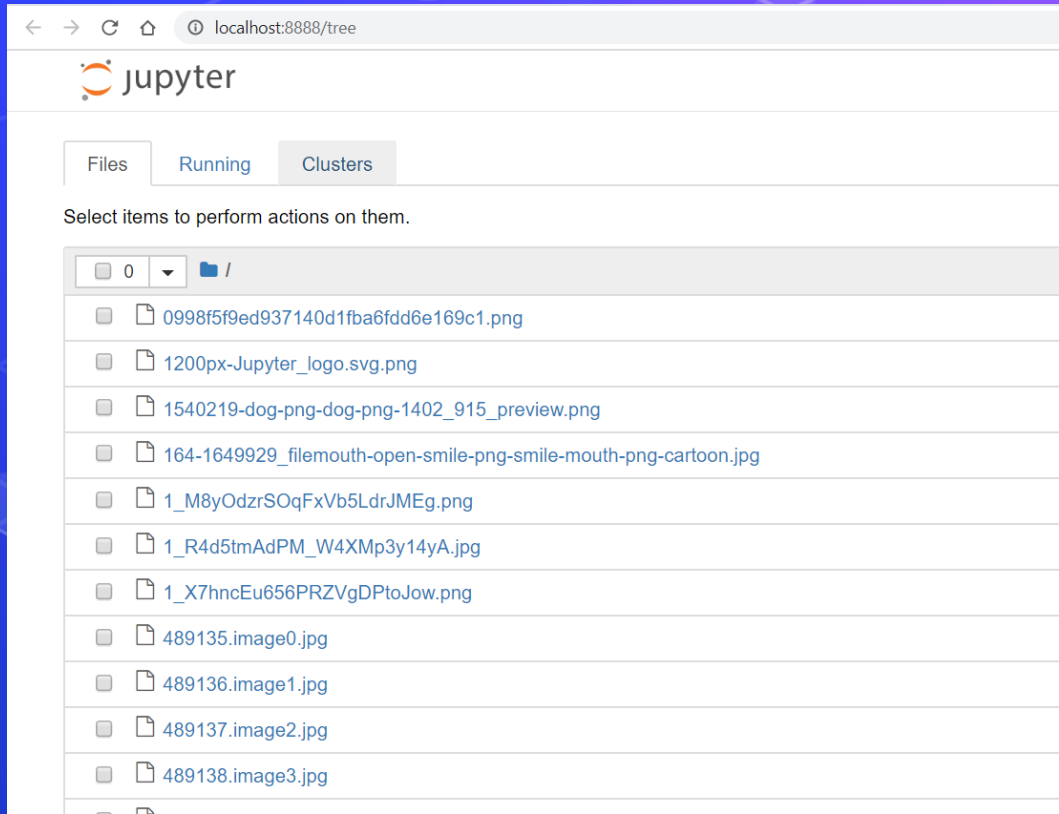 localhost:8888/tree
jupyter
Files Running Clusters
Select items to perform actions on them.
0 /
0998f5f9ed937140d1fba6fdd6e169c1.png
1200px-Jupyter_logo.svg.png
1540219-dog-png-dog-png-1402_915_preview.png
164-1649929_filemouth-open-smile-png-smile-mouth-png-cartoon.jpg
1_M8yOdzrSOqFxVb5LdrJMEg.png
1_R4d5tmAdPM_W4XMp3y14yA.jpg
1_X7hncEu656PRZVgDPtoJow.png
489135.image0.jpg
489136.image1.jpg
489137.image2.jpg
489138.image3.jpg